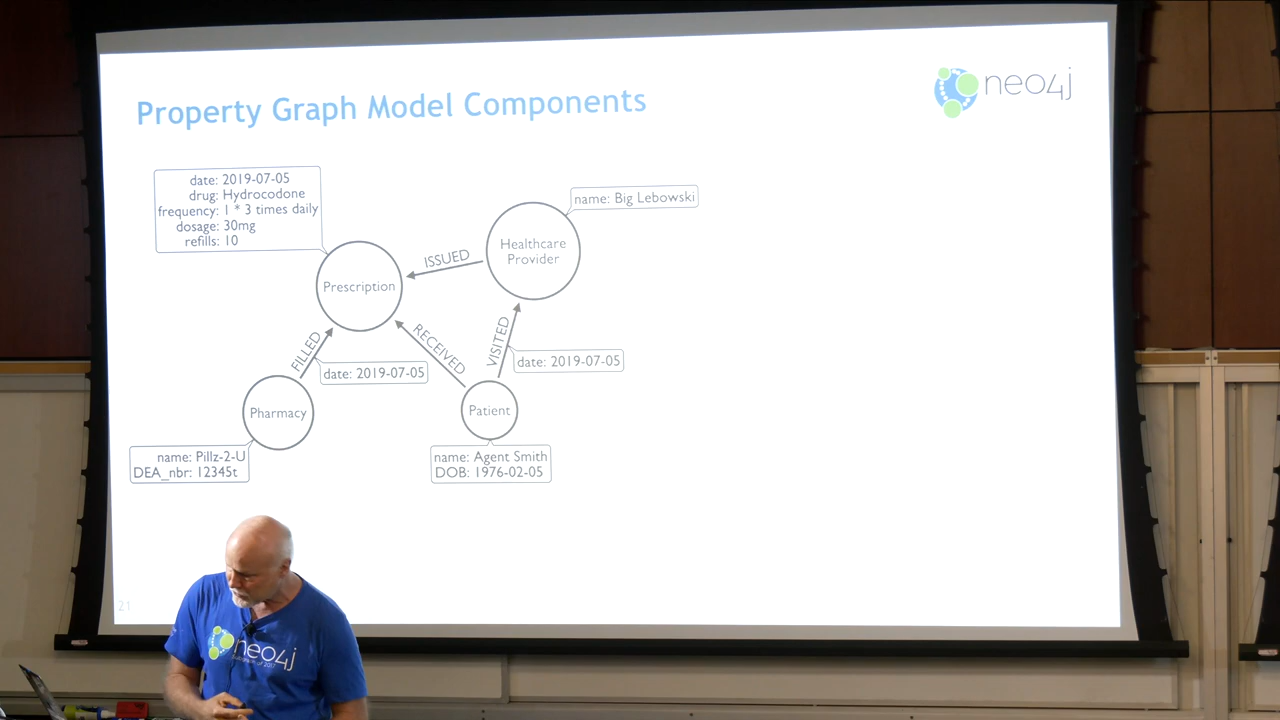 neo4j
Property Graph Model Components
date: 2019-07-05
drug: Hydrocodone
frequency: 1 * 3 times daily
dosage: 30mg
refills: 10
name: Big Lebowski
Healthcare
Provider
ISSUED
Prescription
FILLED
RECEIVED
VISITED
date: 2019-07-05
date: 2019-07-05
Pharmacy
Patient
name: Pillz-2-U
DEA_nbr: 12345t
name: Agent Smith
DOB: 1976-02-05
21
neo4j